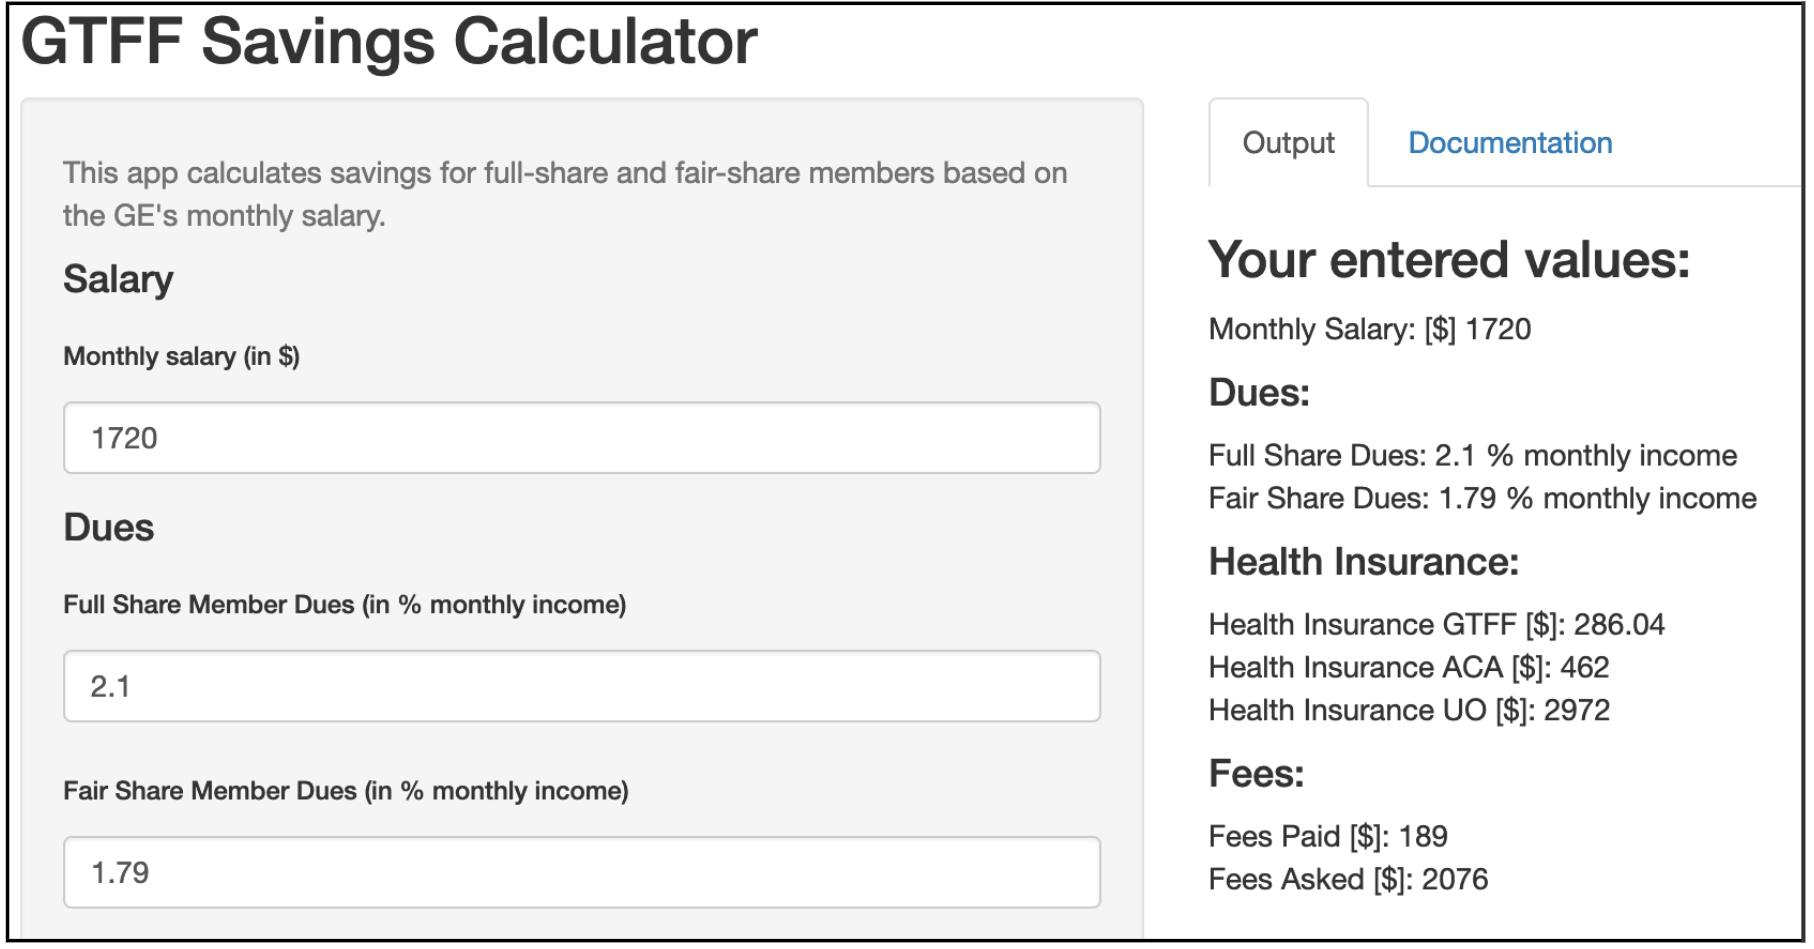 GTFF Savings Calculator
This app calculates savings for full-share and fair-share members based on
the GE's monthly salary.
Salary
Monthly salary (in $)
1720
Dues
Full Share Member Dues (in % monthly income)
2.1
Fair Share Member Dues (in % monthly income)
1.79
Output
Documentation
Your entered values:
Monthly Salary: [$] 1720
Dues:
Full Share Dues: 2.1 % monthly income
Fair Share Dues: 1.79 % monthly income
Health Insurance:
Health Insurance GTFF [$]: 286.04
Health Insurance ACA [$]: 462
Health Insurance UO [$]: 2972
Fees:
Fees Paid [$]: 189
Fees Asked [$]: 2076